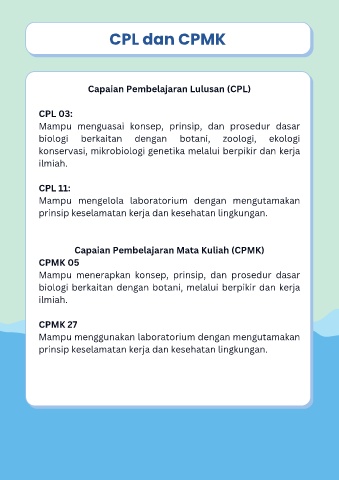 CPL dan CPMK
Capaian Pembelajaran Lulusan (CPL)
CPL 03:
Mampu menguasai konsep, prinsip, dan prosedur dasar
biologi berkaitan dengan botani, zoologi, ekologi
konservasi, mikrobiologi genetika melalui berpikir dan kerja
ilmiah.
CPL 11:
Mampu mengelola laboratorium dengan mengutamakan
prinsip keselamatan kerja dan kesehatan lingkungan.
Capaian Pembelajaran Mata Kuliah (CPMK)
CPMK 05
Mampu menerapkan konsep, prinsip, dan prosedur dasar
biologi berkaitan dengan botani, melalui berpikir dan kerja
ilmiah.
CPMK 27
Mampu menggunakan laboratorium dengan mengutamakan
prinsip keselamatan kerja dan kesehatan lingkungan.